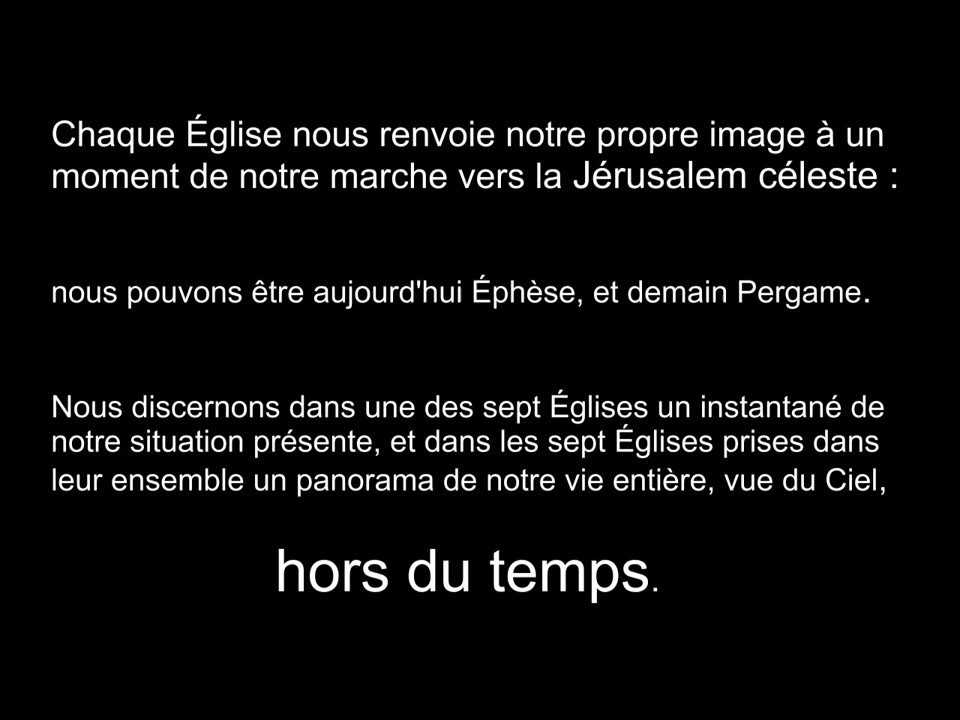 Chaque Église nous renvoie notre propre image à un
moment de notre marche vers la Jérusalem céleste :
nous pouvons être aujourd'hui Éphèse, et demain Pergame.
Nous discernons dans une des sept Églises un instantané de
notre situation présente, et dans les sept Églises prises dans
leur ensemble un panorama de notre vie entière, vue du Ciel,
hors du temps.